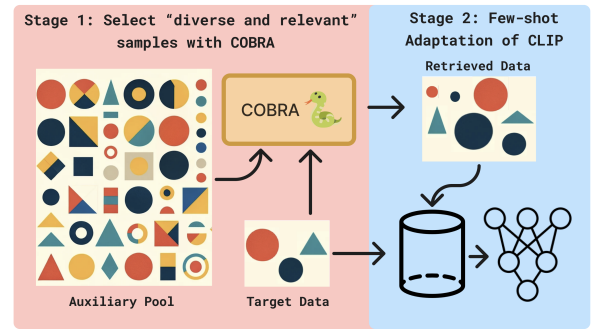 Stage 1: Select “diverse and relevant”
samples with COBRA
Stage 2: Few-shot
Adaptation of CLIP
Retrieved Data
COBRA
Auxiliary Pool
Target Data